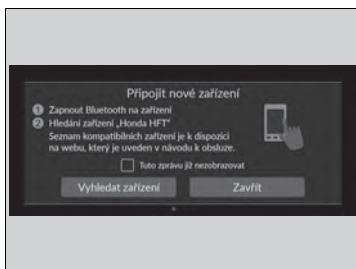 Připojit nové zařízení
1 Zapnout Bluetooth na zařízení
2 Hledání zařízení „Honda HFT“
Seznam kompatibilních zařízení je k dispozici
na webu, který je uveden v návodu k obsluze.
Tuto zprávu již nezobrazovat
Vyhledat zařízení
Zavřít